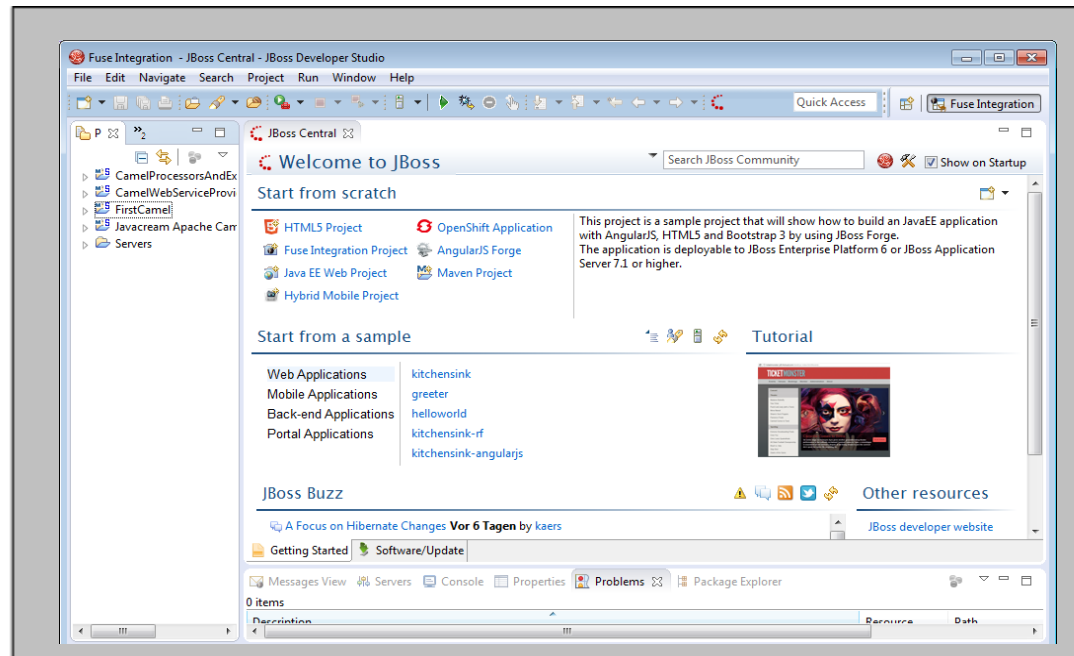 Fuse Integration - JBoss Central - JBoss Developer Studio
File Edit Navigate Search Project Run Window Help
Quick Access
Fuse Integration
P
»2
JBoss Central
Welcome to JBoss
Search JBoss Community
Show on Startup
CamelProcessorsAndEx
CamelWebServiceProvi
FirstCamel
Javacream Apache Cam
Servers
Start from scratch
HTML5 Project
OpenShift Application
Fuse Integration Project
AngularJS Forge
Java EE Web Project
Maven Project
Hybrid Mobile Project
This project is a sample project that will show how to build an JavaEE application
with AngularJS, HTML5 and Bootstrap 3 by using JBoss Forge.
The application is deployable to JBoss Enterprise Platform 6 or JBoss Application
Server 7.1 or higher.
Start from a sample
Tutorial
Web Applications
Mobile Applications
Back-end Applications
Portal Applications
kitchensink
greeter
helloworld
kitchensink-rf
kitchensink-angularjs
TICKETMONSTER
JBoss Buzz
Other resources
A Focus on Hibernate Changes Vor 6 Tagen by kaers
JBoss developer website
Getting Started
Software/Update
Messages View
Servers
Console
Properties
Problems
Package Explorer
0 items
Description
Resource
Path